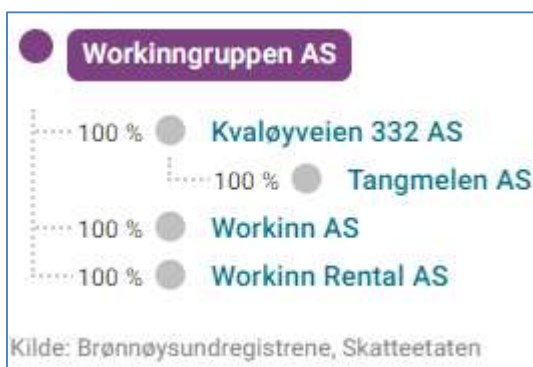 Workinngruppen AS
100 % Kvaløyveien 332 AS
100 % Tangmelen AS
100 % Workinn AS
100 % Workinn Rental AS
Kilde: Brønnøysundregistrene, Skatteetaten